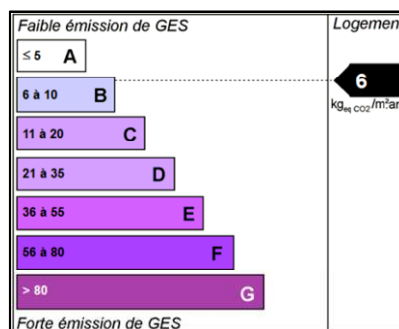 Faible émission de GES
Logemen
≤ 5 A
6 à 10 B
6
kgeq CO2/m².an
11 à 20 C
21 à 35 D
36 à 55 E
56 à 80 F
> 80 G
Forte émission de GES